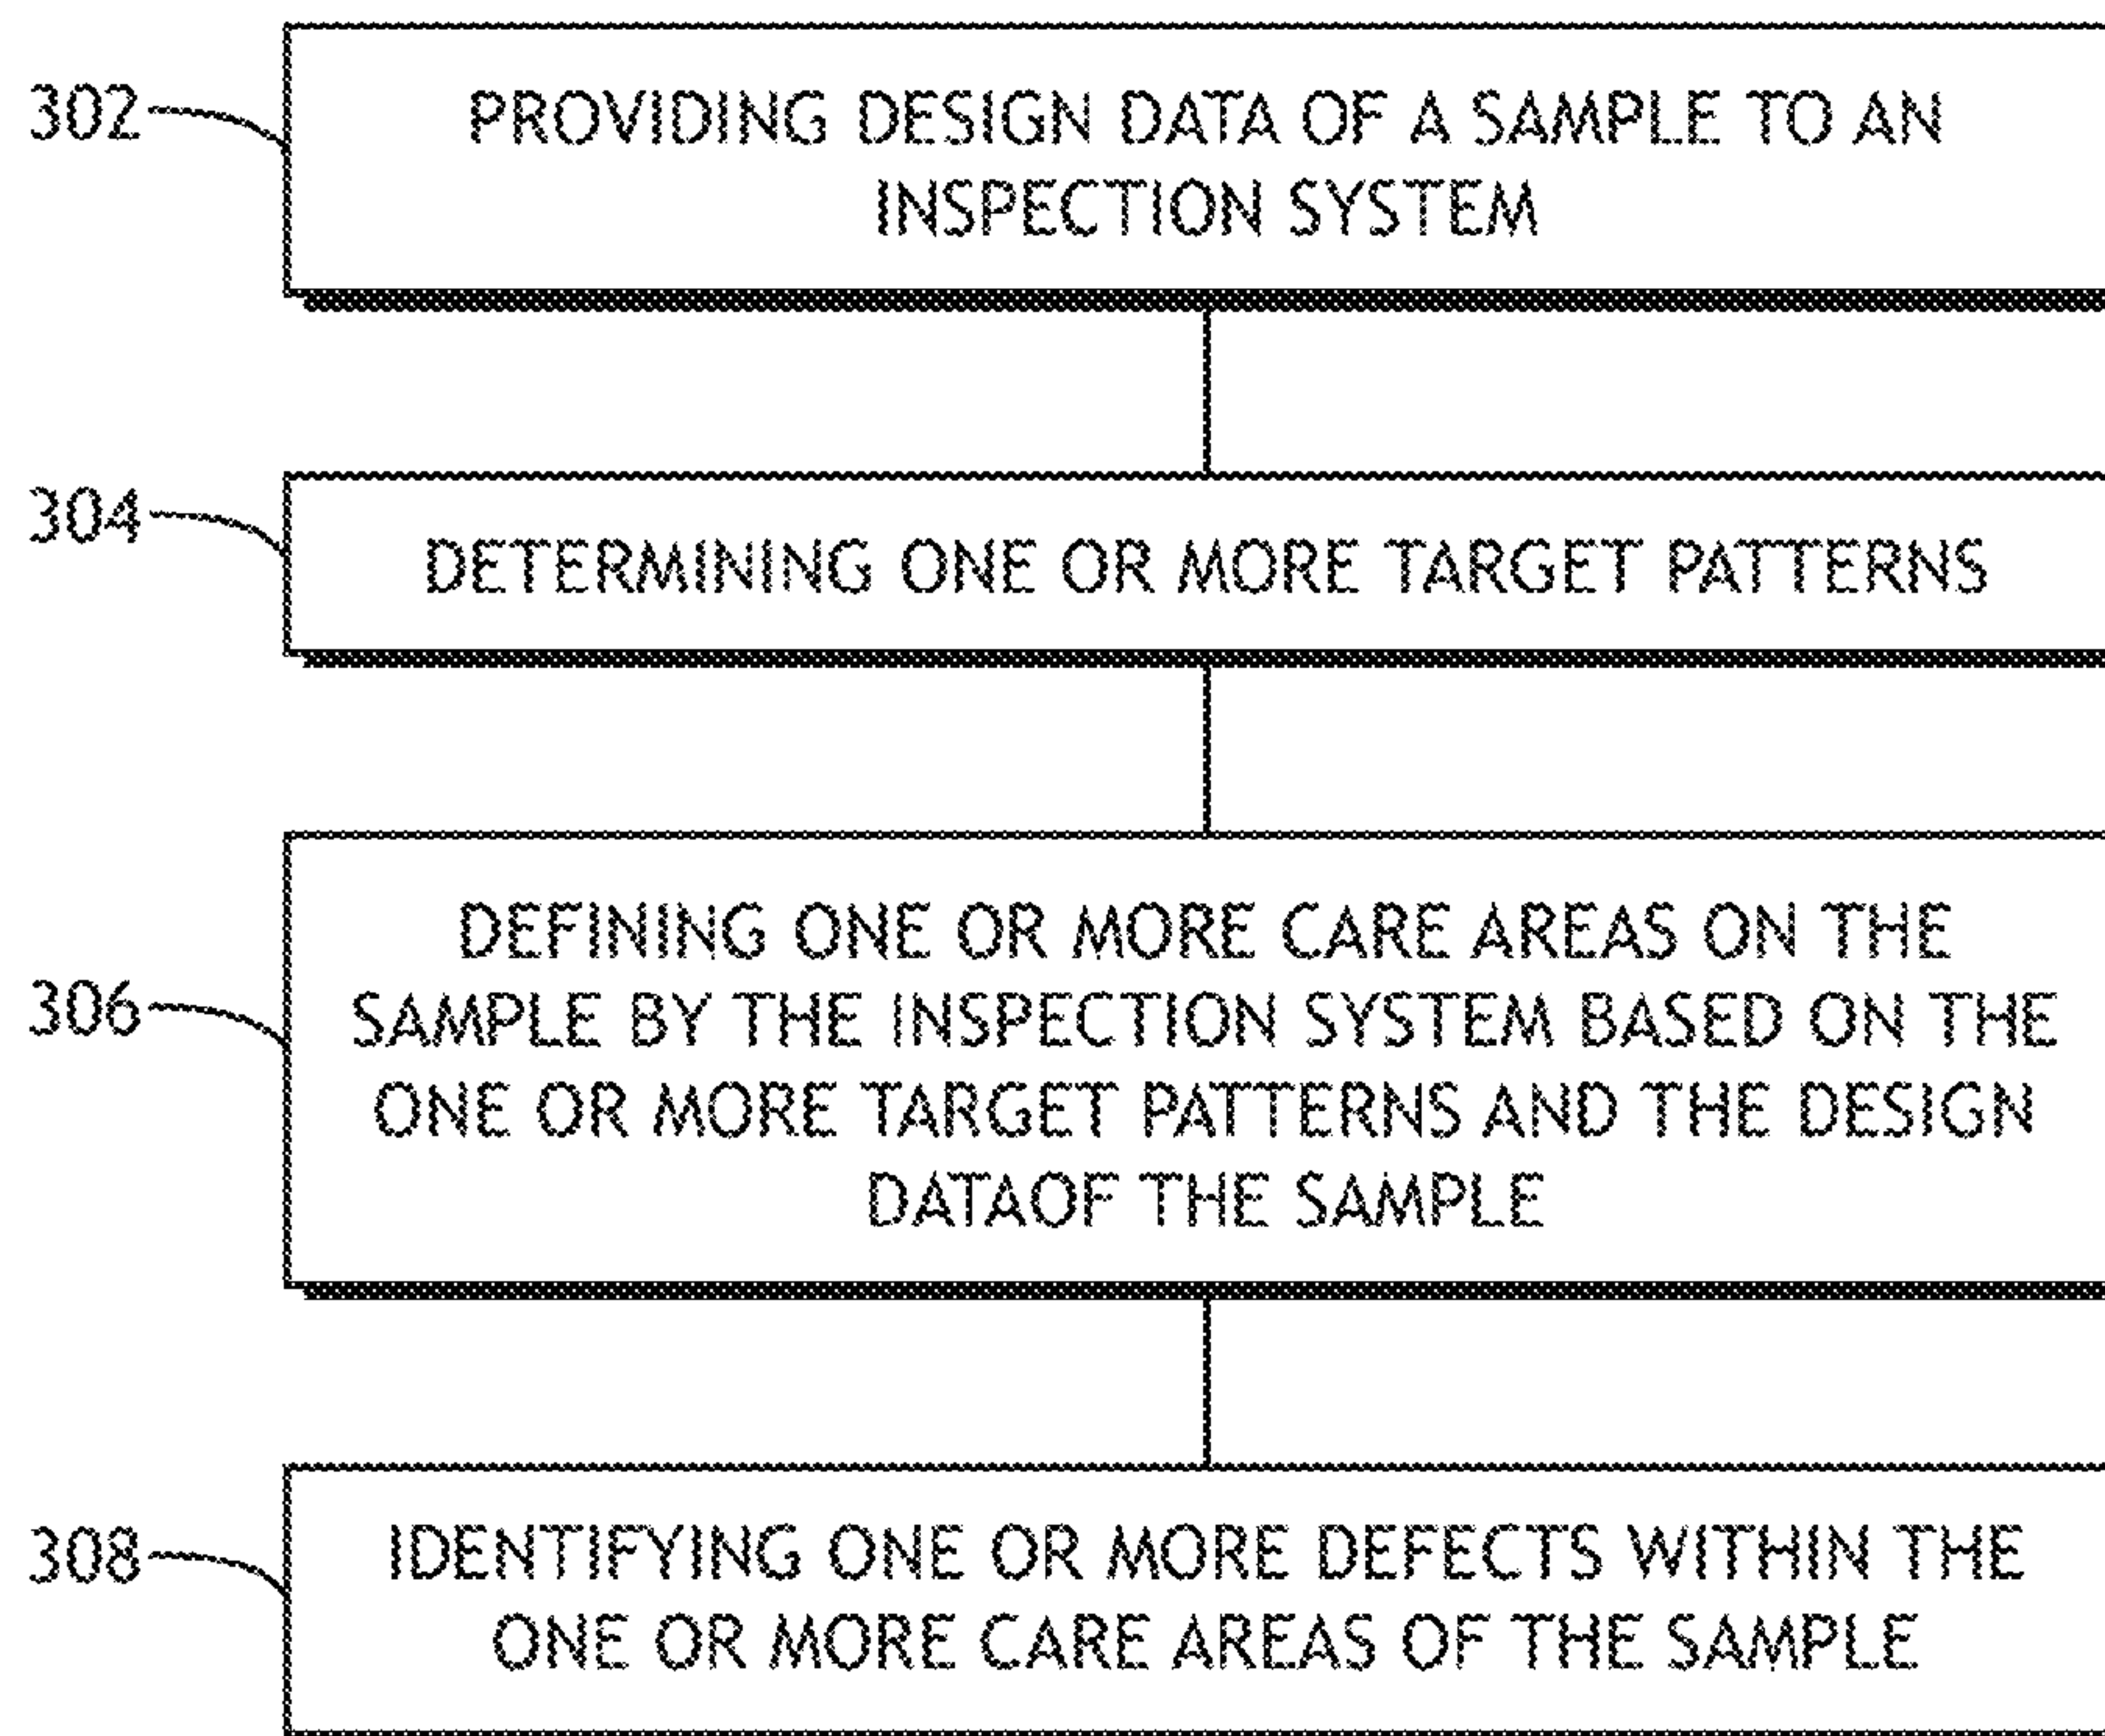 302
PROVIDING DESIGN DATA OF A SAMPLE TO AN
INSPECTION SYSTEM
304
DETERMINING ONE OR MORE TARGET PATTERNS
DEFINING ONE OR MORE CARE AREAS ON THE
306
SAMPLE BY THE INSPECTION SYSTEM BASED ON THE
ONE OR MORE TARGET PATTERNS AND THE DESIGN
DATAOF THE SAMPLE
308
IDENTIFYING ONE OR MORE DEFECTS WITHIN THE
ONE OR MORE CARE AREAS OF THE SAMPLE